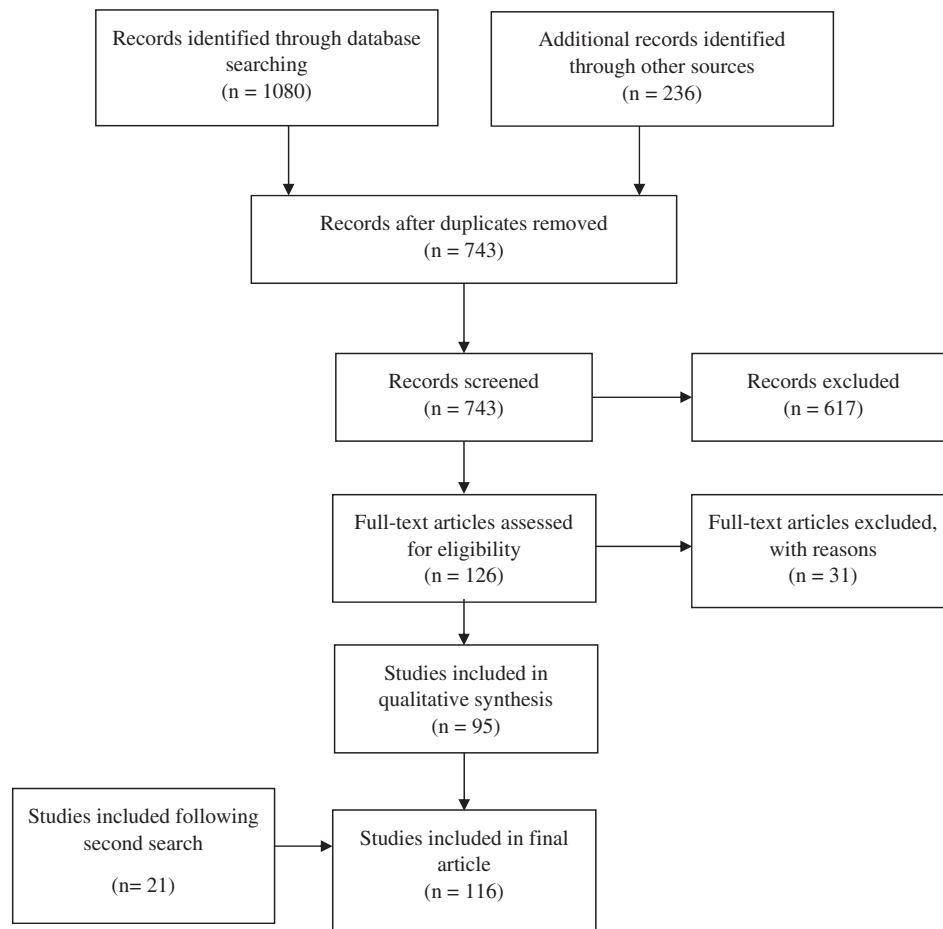 Records identified through database
searching
(n = 1080)
Additional records identified
through other sources
(n = 236)
Records after duplicates removed
(n = 743)
Records screened
(n = 743)
Records excluded
(n = 617)
Full-text articles assessed
for eligibility
(n = 126)
Full-text articles excluded,
with reasons
(n = 31)
Studies included in
qualitative synthesis
(n = 95)
Studies included following
second search
(n= 21)
Studies included in final
article
(n = 116)